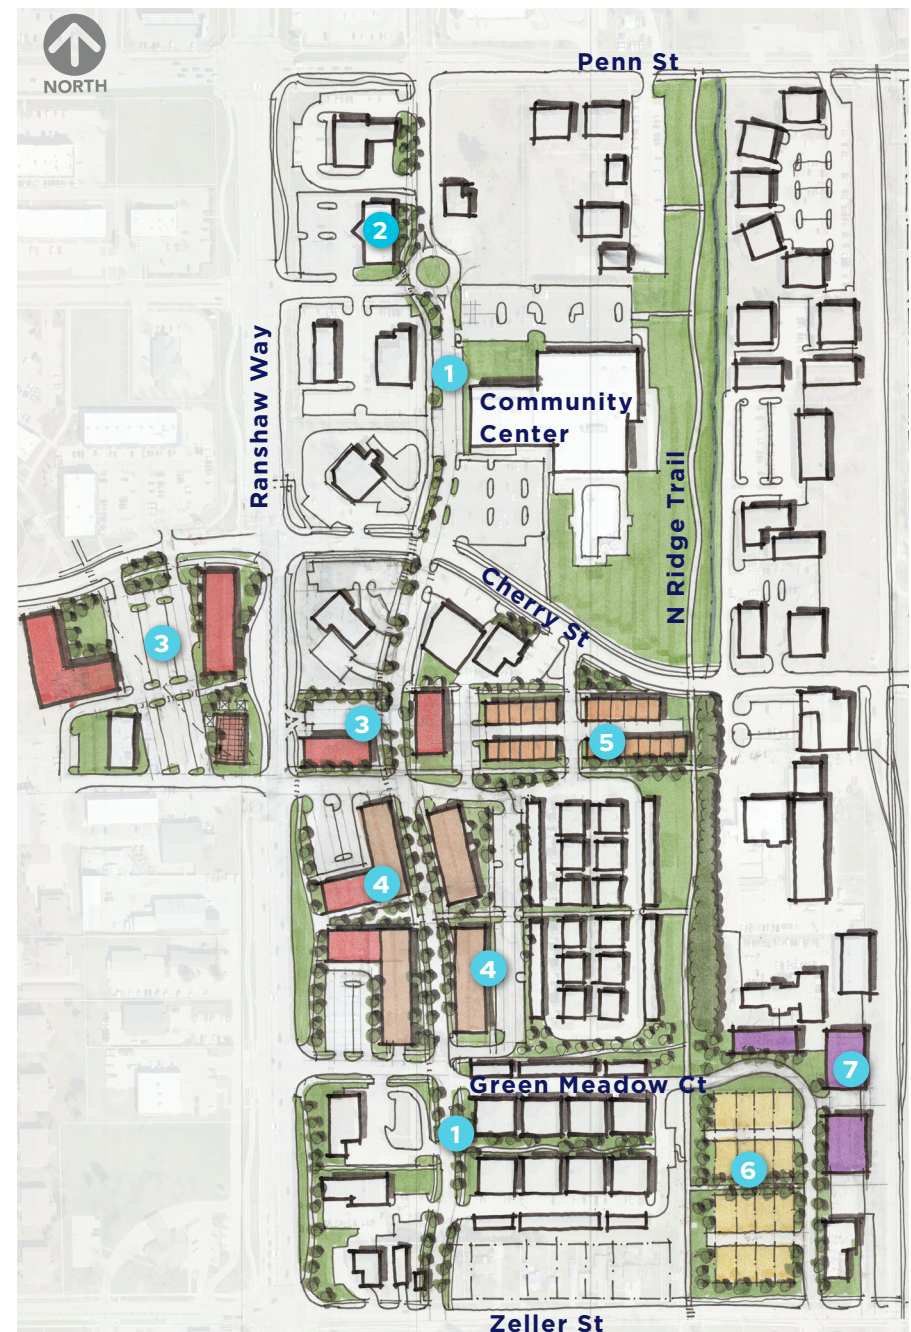 NORTH
Penn St
2
Ranshaw Way
1
Community
Center
N Ridge Trail
Cherry St
3
3
5
4
4
7
Green Meadow Ct
1
6
Zeller St